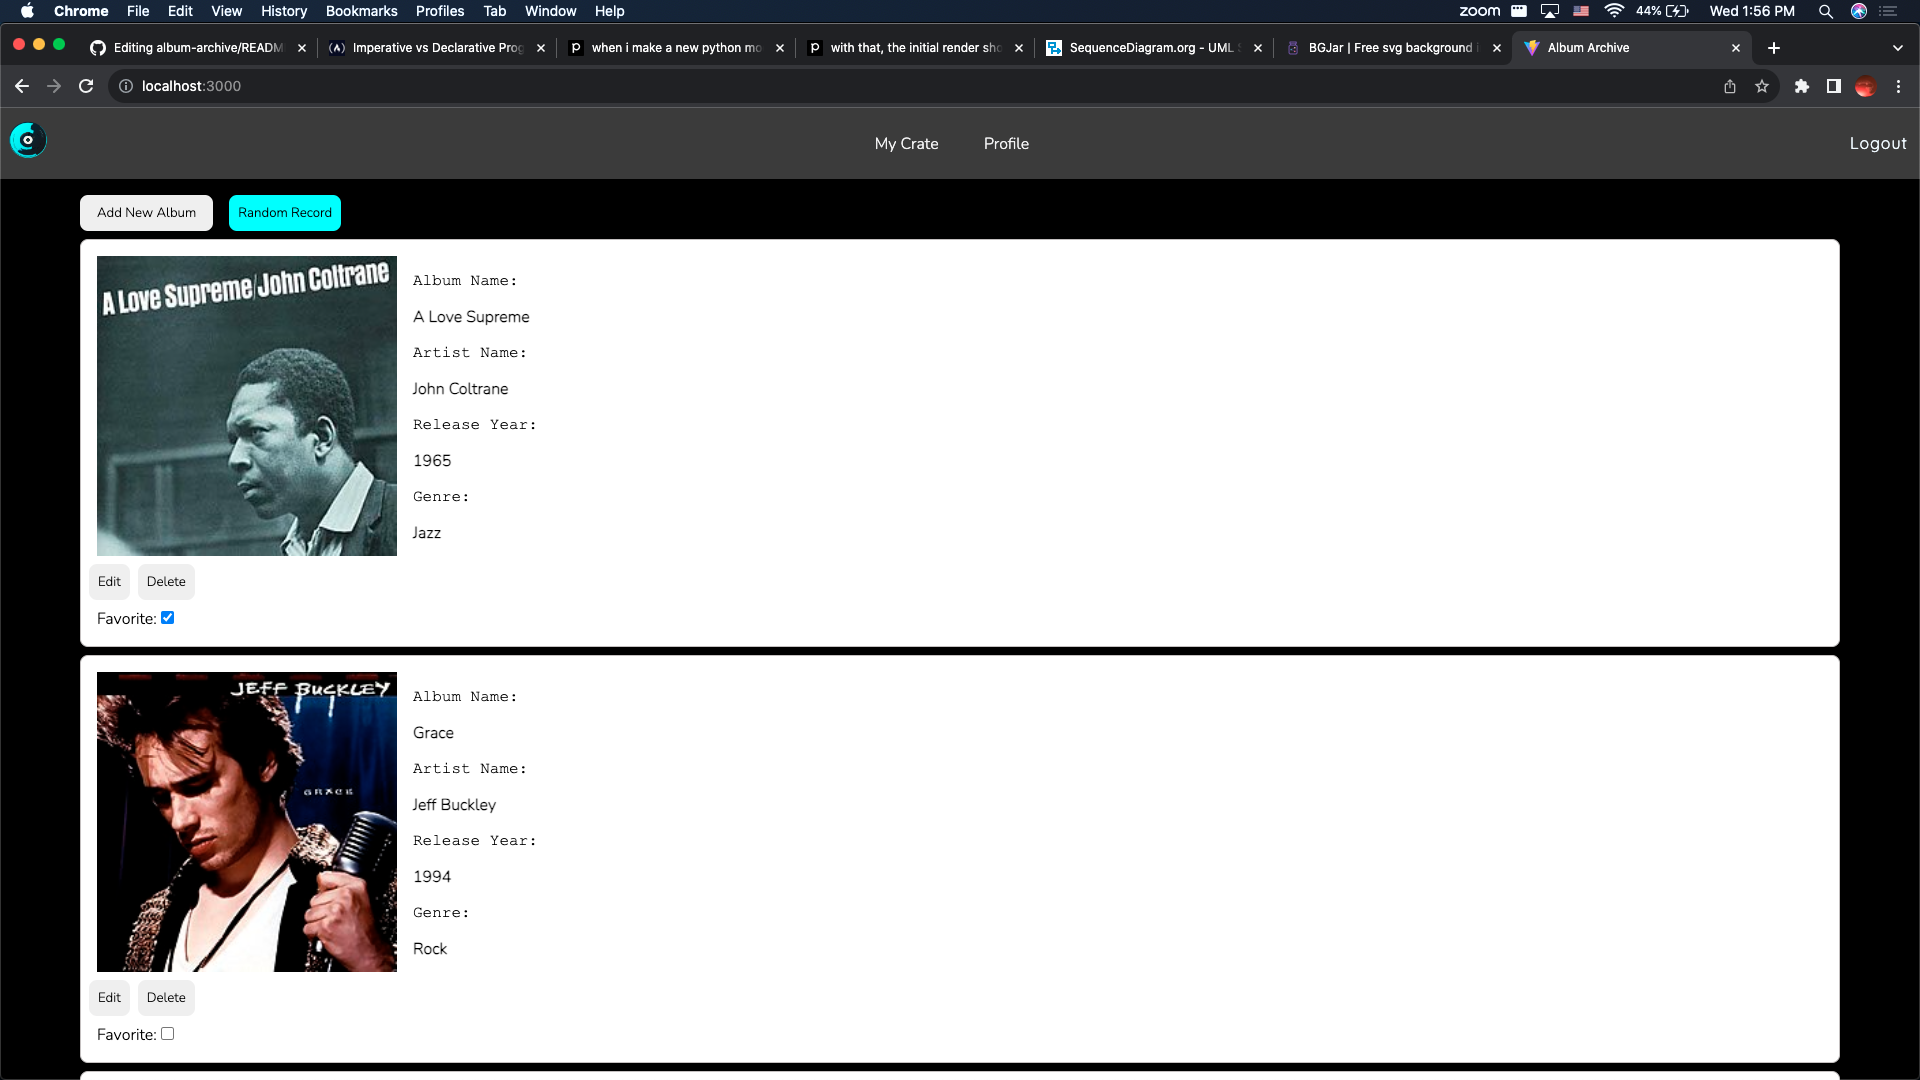 Chrome File Edit View History Bookmarks Profiles Tab Window Help zoom 44% Wed 1:56 PM
Editing album-archive/READM Imperative vs Declarative Prog when i make a new python mo with that, the initial render sho SequenceDiagram.org - UML S BGJar | Free svg background i Album Archive
localhost:3000
My Crate Profile Logout
Add New Album Random Record
A Love Supreme/John Coltrane
Album Name:
A Love Supreme
Artist Name:
John Coltrane
Release Year:
1965
Genre:
Jazz
Edit Delete
Favorite:
JEFF BUCKLEY
GRACE
Album Name:
Grace
Artist Name:
Jeff Buckley
Release Year:
1994
Genre:
Rock
Edit Delete
Favorite: